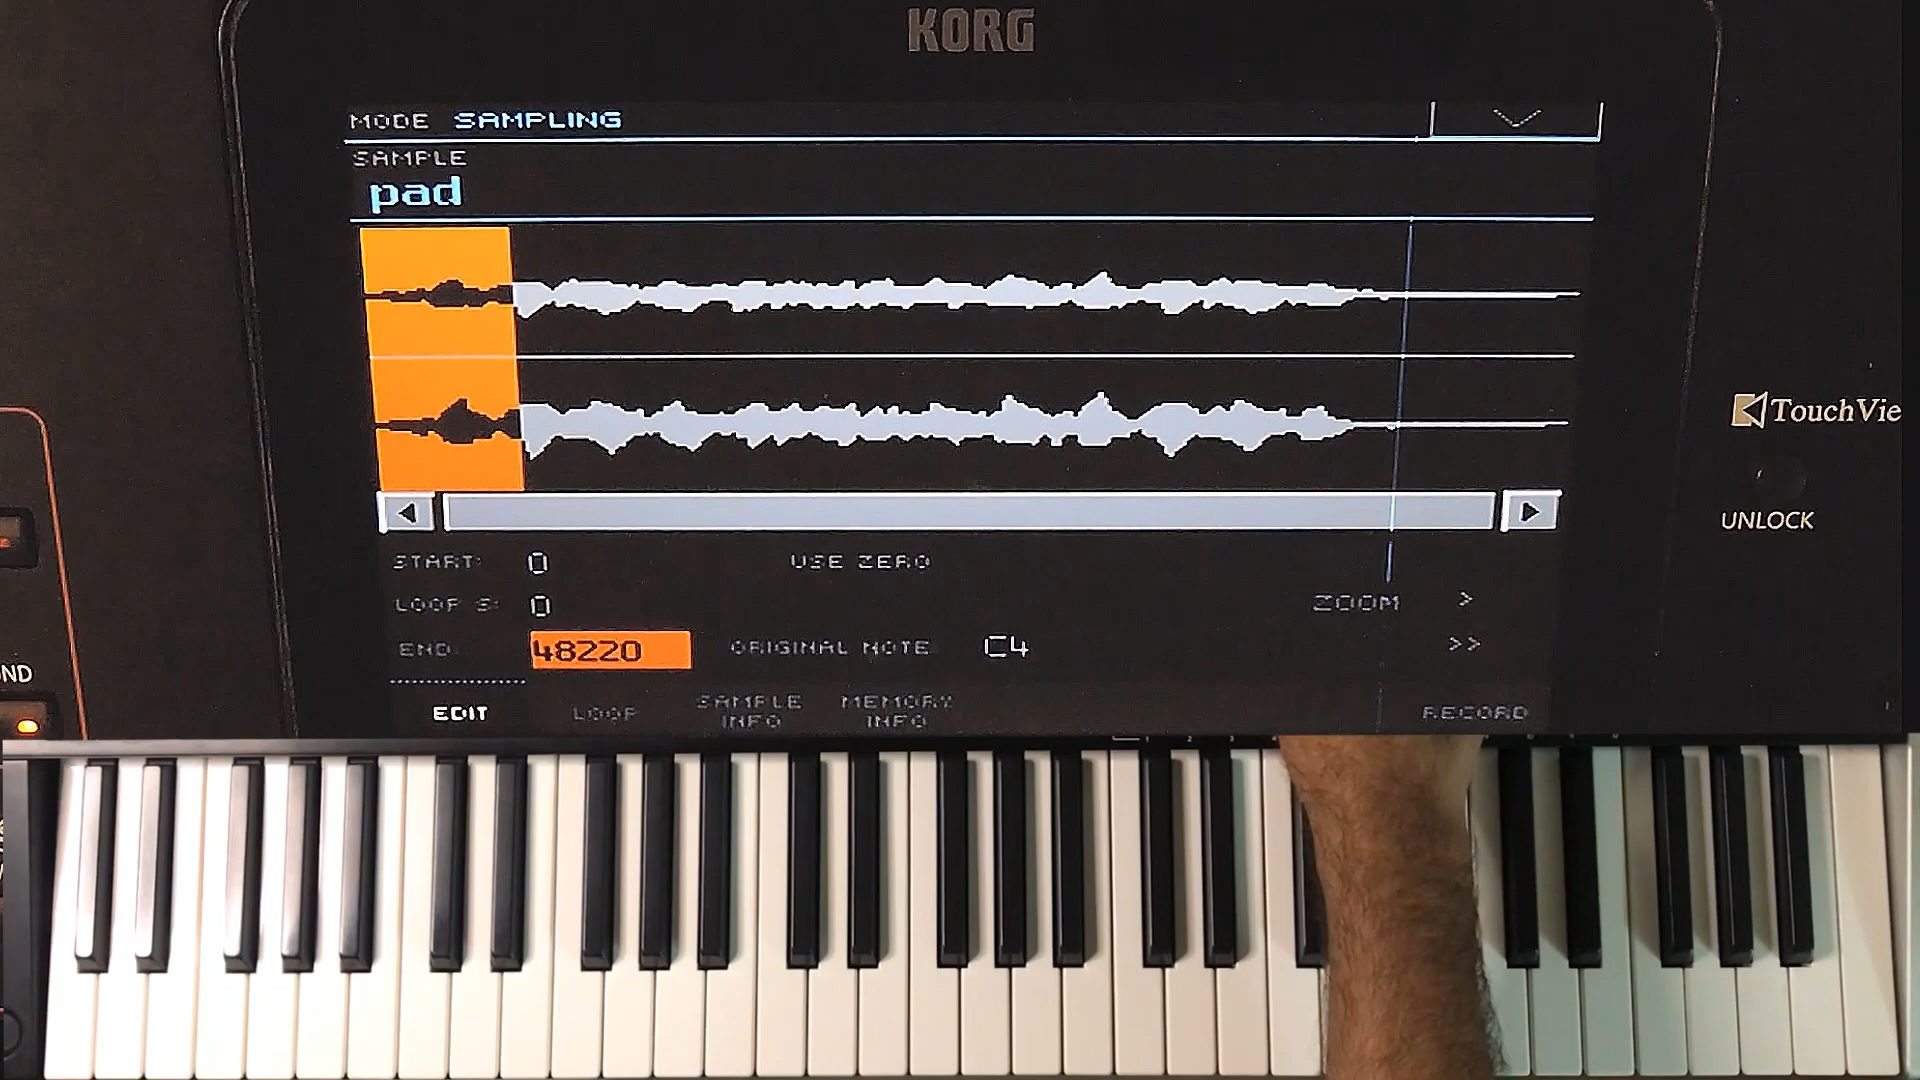 KORG
MODE SAMPLING
SAMPLE
pad
START: 0 USE ZERO
LOOP S: 0 ZOOM >
END: 48220 ORIGINAL NOTE C4 >>
EDIT LOOP SAMPLE INFO MEMORY INFO RECORD
TouchVie
UNLOCK
ND